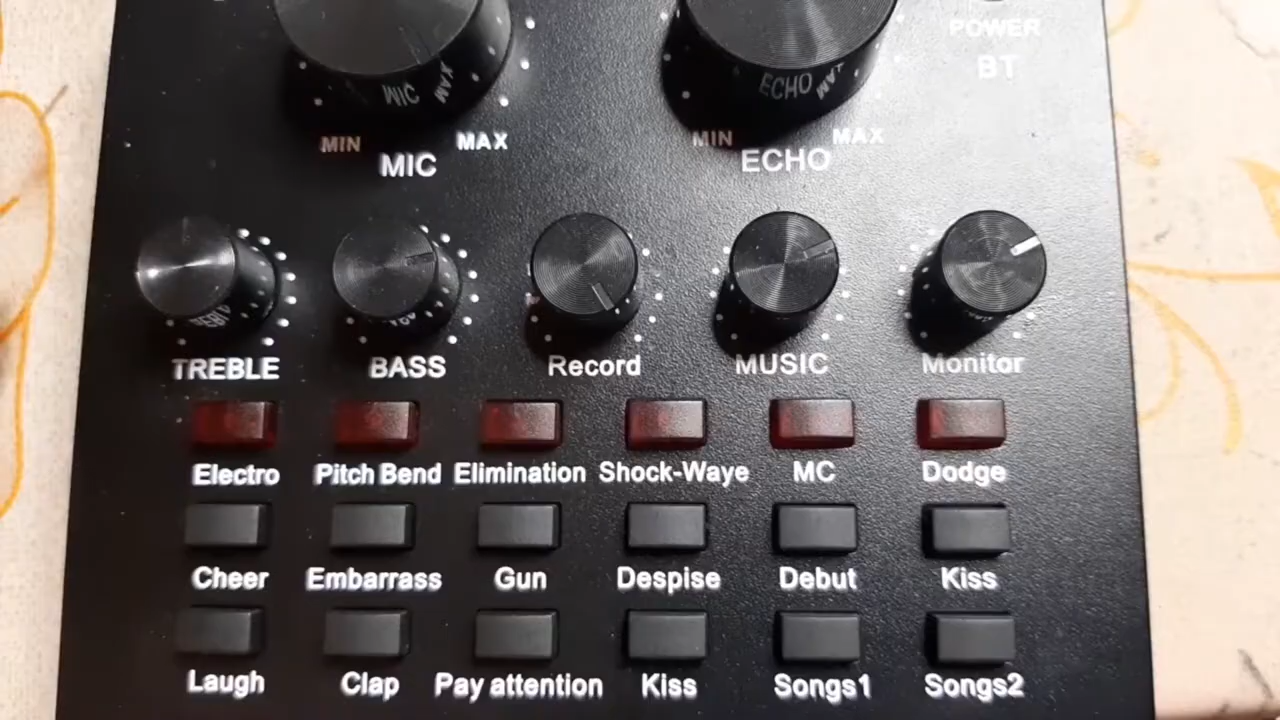 POWER
BT
MIC MAX
ECHO MAX
MIN MAX
MIC
MIN MAX
ECHO
TREBLE BASS Record MUSIC Monitor
Electro Pitch Bend Elimination Shock-Waye MC Dodge
Cheer Embarrass Gun Despise Debut Kiss
Laugh Clap Pay attention Kiss Songs1 Songs2